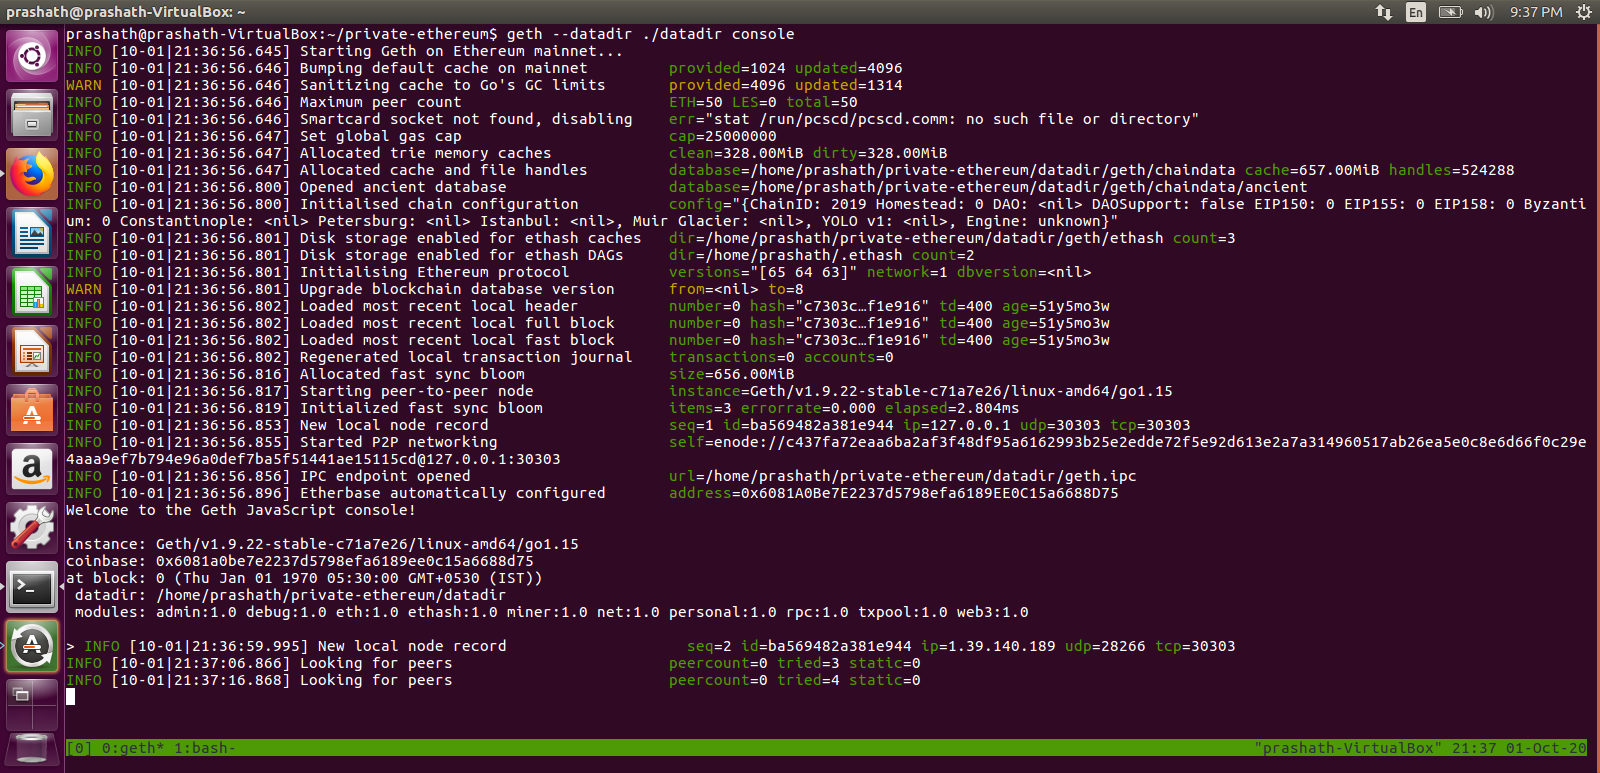 prashath@prashath-VirtualBox: ~
En
9:37 PM
prashath@prashath-VirtualBox:~/private-ethereum$ geth --datadir ./datadir console
INFO [10-01|21:36:56.645] Starting Geth on Ethereum mainnet...
INFO [10-01|21:36:56.646] Bumping default cache on mainnet         provided=1024 updated=4096
WARN [10-01|21:36:56.646] Sanitizing cache to Go's GC limits       provided=4096 updated=1314
INFO [10-01|21:36:56.646] Maximum peer count                       ETH=50 LES=0 total=50
INFO [10-01|21:36:56.646] Smartcard socket not found, disabling    err="stat /run/pcscd/pcscd.comm: no such file or directory"
INFO [10-01|21:36:56.647] Set global gas cap                       cap=25000000
INFO [10-01|21:36:56.647] Allocated trie memory caches             clean=328.00MiB dirty=328.00MiB
INFO [10-01|21:36:56.647] Allocated cache and file handles         database=/home/prashath/private-ethereum/datadir/geth/chaindata cache=657.00MiB handles=524288
INFO [10-01|21:36:56.800] Opened ancient database                  database=/home/prashath/private-ethereum/datadir/geth/chaindata/ancient
INFO [10-01|21:36:56.800] Initialised chain configuration          config="{ChainID: 2019 Homestead: 0 DAO: <nil> DAOSupport: false EIP150: 0 EIP155: 0 EIP158: 0 Byzanti
um: 0 Constantinople: <nil> Petersburg: <nil> Istanbul: <nil>, Muir Glacier: <nil>, YOLO v1: <nil>, Engine: unknown}"
INFO [10-01|21:36:56.801] Disk storage enabled for ethash caches   dir=/home/prashath/private-ethereum/datadir/geth/ethash count=3
INFO [10-01|21:36:56.801] Disk storage enabled for ethash DAGs     dir=/home/prashath/.ethash count=2
INFO [10-01|21:36:56.801] Initialising Ethereum protocol           versions="[65 64 63]" network=1 dbversion=<nil>
WARN [10-01|21:36:56.801] Upgrade blockchain database version      from=<nil> to=8
INFO [10-01|21:36:56.802] Loaded most recent local header          number=0 hash="c7303c…f1e916" td=400 age=51y5mo3w
INFO [10-01|21:36:56.802] Loaded most recent local full block      number=0 hash="c7303c…f1e916" td=400 age=51y5mo3w
INFO [10-01|21:36:56.802] Loaded most recent local fast block      number=0 hash="c7303c…f1e916" td=400 age=51y5mo3w
INFO [10-01|21:36:56.802] Regenerated local transaction journal    transactions=0 accounts=0
INFO [10-01|21:36:56.816] Allocated fast sync bloom                size=656.00MiB
INFO [10-01|21:36:56.817] Starting peer-to-peer node               instance=Geth/v1.9.22-stable-c71a7e26/linux-amd64/go1.15
INFO [10-01|21:36:56.819] Initialized fast sync bloom              items=3 errorrate=0.000 elapsed=2.804ms
INFO [10-01|21:36:56.853] New local node record                    seq=1 id=ba569482a381e944 ip=127.0.0.1 udp=30303 tcp=30303
INFO [10-01|21:36:56.855] Started P2P networking                   self=enode://c437fa72eaa6ba2af3f48df95a6162993b25e2edde72f5e92d613e2a7a314960517ab26ea5e0c8e6d66f0c29e
4aaa9ef7b794e96a0def7ba5f51441ae15115cd@127.0.0.1:30303
INFO [10-01|21:36:56.856] IPC endpoint opened                      url=/home/prashath/private-ethereum/datadir/geth.ipc
INFO [10-01|21:36:56.896] Etherbase automatically configured       address=0x6081A0Be7E2237d5798efa6189EE0C15a6688D75
Welcome to the Geth JavaScript console!
instance: Geth/v1.9.22-stable-c71a7e26/linux-amd64/go1.15
coinbase: 0x6081a0be7e2237d5798efa6189ee0c15a6688d75
at block: 0 (Thu Jan 01 1970 05:30:00 GMT+0530 (IST))
 datadir: /home/prashath/private-ethereum/datadir
 modules: admin:1.0 debug:1.0 eth:1.0 ethash:1.0 miner:1.0 net:1.0 personal:1.0 rpc:1.0 txpool:1.0 web3:1.0
> INFO [10-01|21:36:59.995] New local node record                    seq=2 id=ba569482a381e944 ip=1.39.140.189 udp=28266 tcp=30303
INFO [10-01|21:37:06.866] Looking for peers                        peercount=0 tried=3 static=0
INFO [10-01|21:37:16.868] Looking for peers                        peercount=0 tried=4 static=0
[0] 0:geth* 1:bash-
"prashath-VirtualBox" 21:37 01-Oct-20